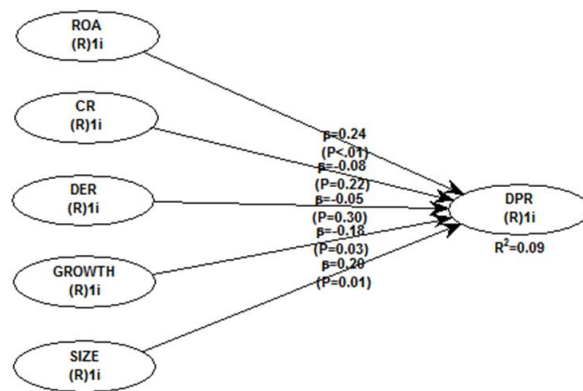 ROA
(R)1i
CR
(R)1i
DER
(R)1i
GROWTH
(R)1i
SIZE
(R)1i
β=0.24
(P<.01)
β=-0.08
(P=0.22)
β=-0.05
(P=0.30)
β=-0.18
(P=0.03)
β=0.20
(P=0.01)
DPR
(R)1i
R²=0.09